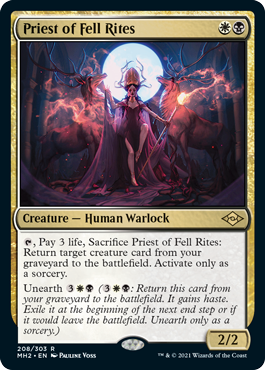 Priest of Fell Rites
Creature — Human Warlock
, Pay 3 life, Sacrifice Priest of Fell Rites:
Return target creature card from your
graveyard to the battlefield. Activate only as
a sorcery.
Unearth 3 (3: Return this card from
your graveyard to the battlefield. It gains haste.
Exile it at the beginning of the next end step or if
it would leave the battlefield. Unearth only as a
sorcery.)
2/2
208/303 R
MH2 • EN Pauline Voss
™ & © 2021 Wizards of the Coast